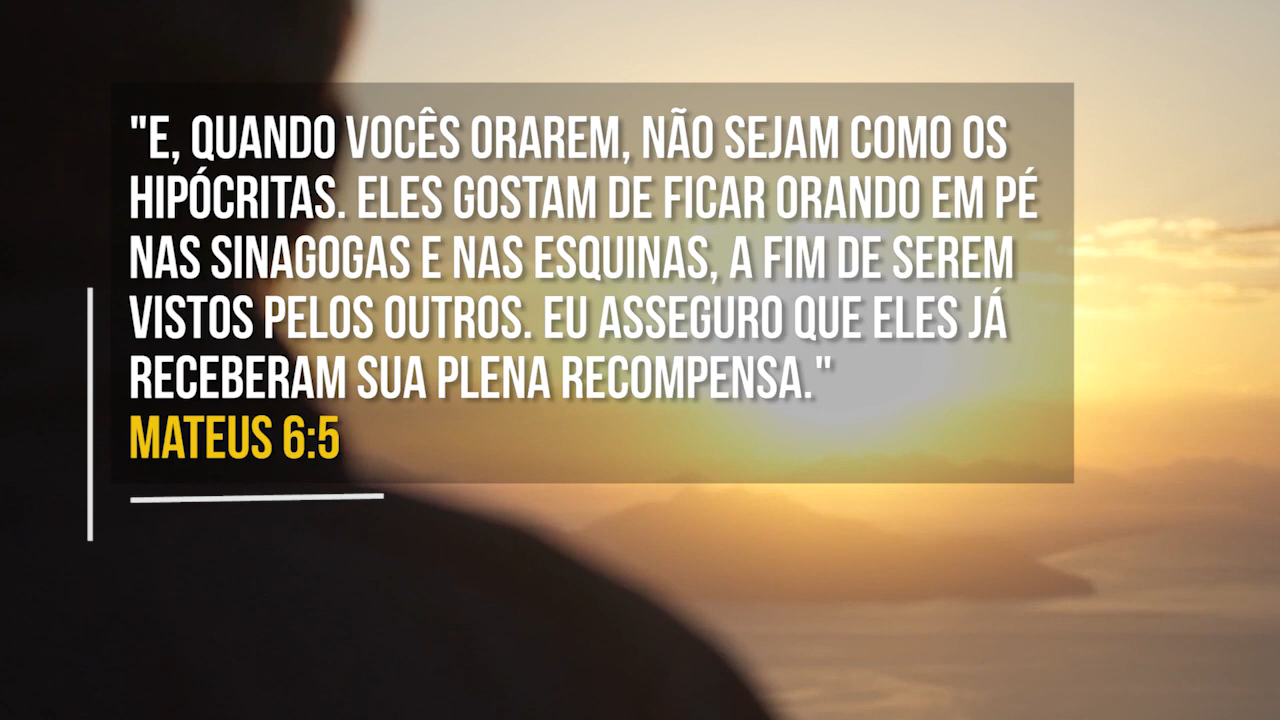 "E, QUANDO VOCÊS ORAREM, NÃO SEJAM COMO OS
HIPÓCRITAS. ELES GOSTAM DE FICAR ORANDO EM PÉ
NAS SINAGOGAS E NAS ESQUINAS, A FIM DE SEREM
VISTOS PELOS OUTROS. EU ASSEGURO QUE ELES JÁ
RECEBERAM SUA PLENA RECOMPENSA."
MATEUS 6:5